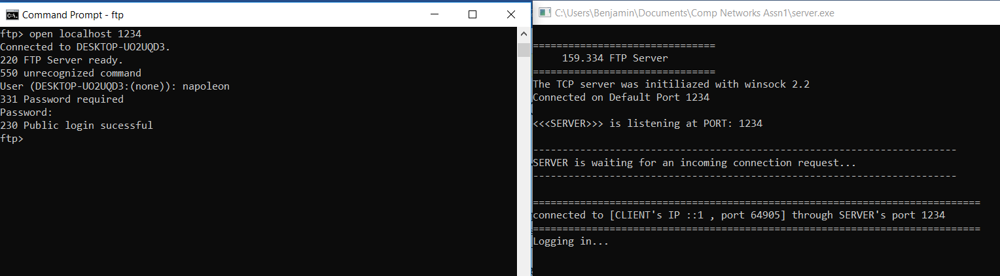 Command Prompt - ftp
ftp> open localhost 1234
Connected to DESKTOP-UO2UQD3.
220 FTP Server ready.
550 unrecognized command
User (DESKTOP-UO2UQD3:(none)): napoleon
331 Password required
Password:
230 Public login sucessful
ftp>
C:\Users\Benjamin\Documents\Comp Networks Assn1\server.exe
===============================
159.334 FTP Server
===============================
The TCP server was initiliazed with winsock 2.2
Connected on Default Port 1234
<<<SERVER>>> is listening at PORT: 1234
------------------------------------------------------------------------
SERVER is waiting for an incoming connection request...
------------------------------------------------------------------------
============================================================================
connected to [CLIENT's IP ::1 , port 64905] through SERVER's port 1234
============================================================================
Logging in...